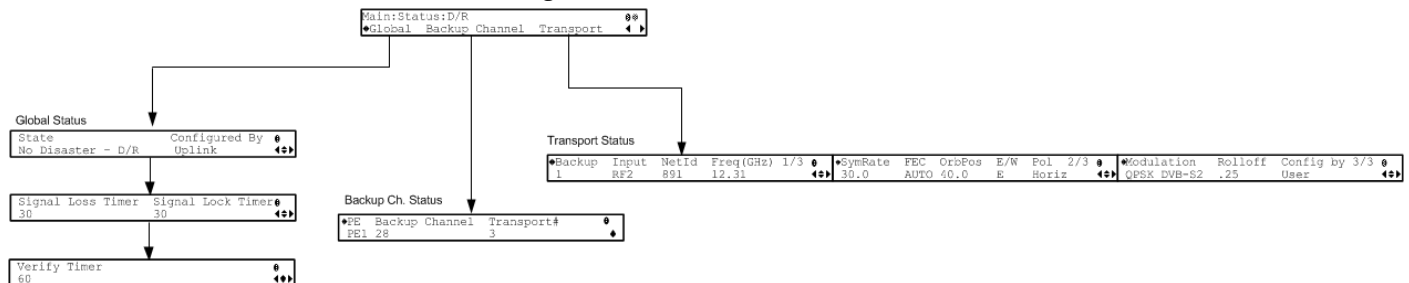 Main:Status:D/R
Global Backup Channel Transport
Global Status
State Configured By
No Disaster - D/R Uplink
Signal Loss Timer Signal Lock Timer
30 30
Verify Timer
60
Backup Ch. Status
PE Backup Channel Transport#
PE1 28 3
Transport Status
Backup Input NetId Freq(GHz) 1/3
1 RF2 891 12.31
SymRate FEC OrbPos E/W Pol 2/3
30.0 AUTO 40.0 E Horiz
Modulation Rolloff Config by 3/3
QPSK DVB-S2 .25 User